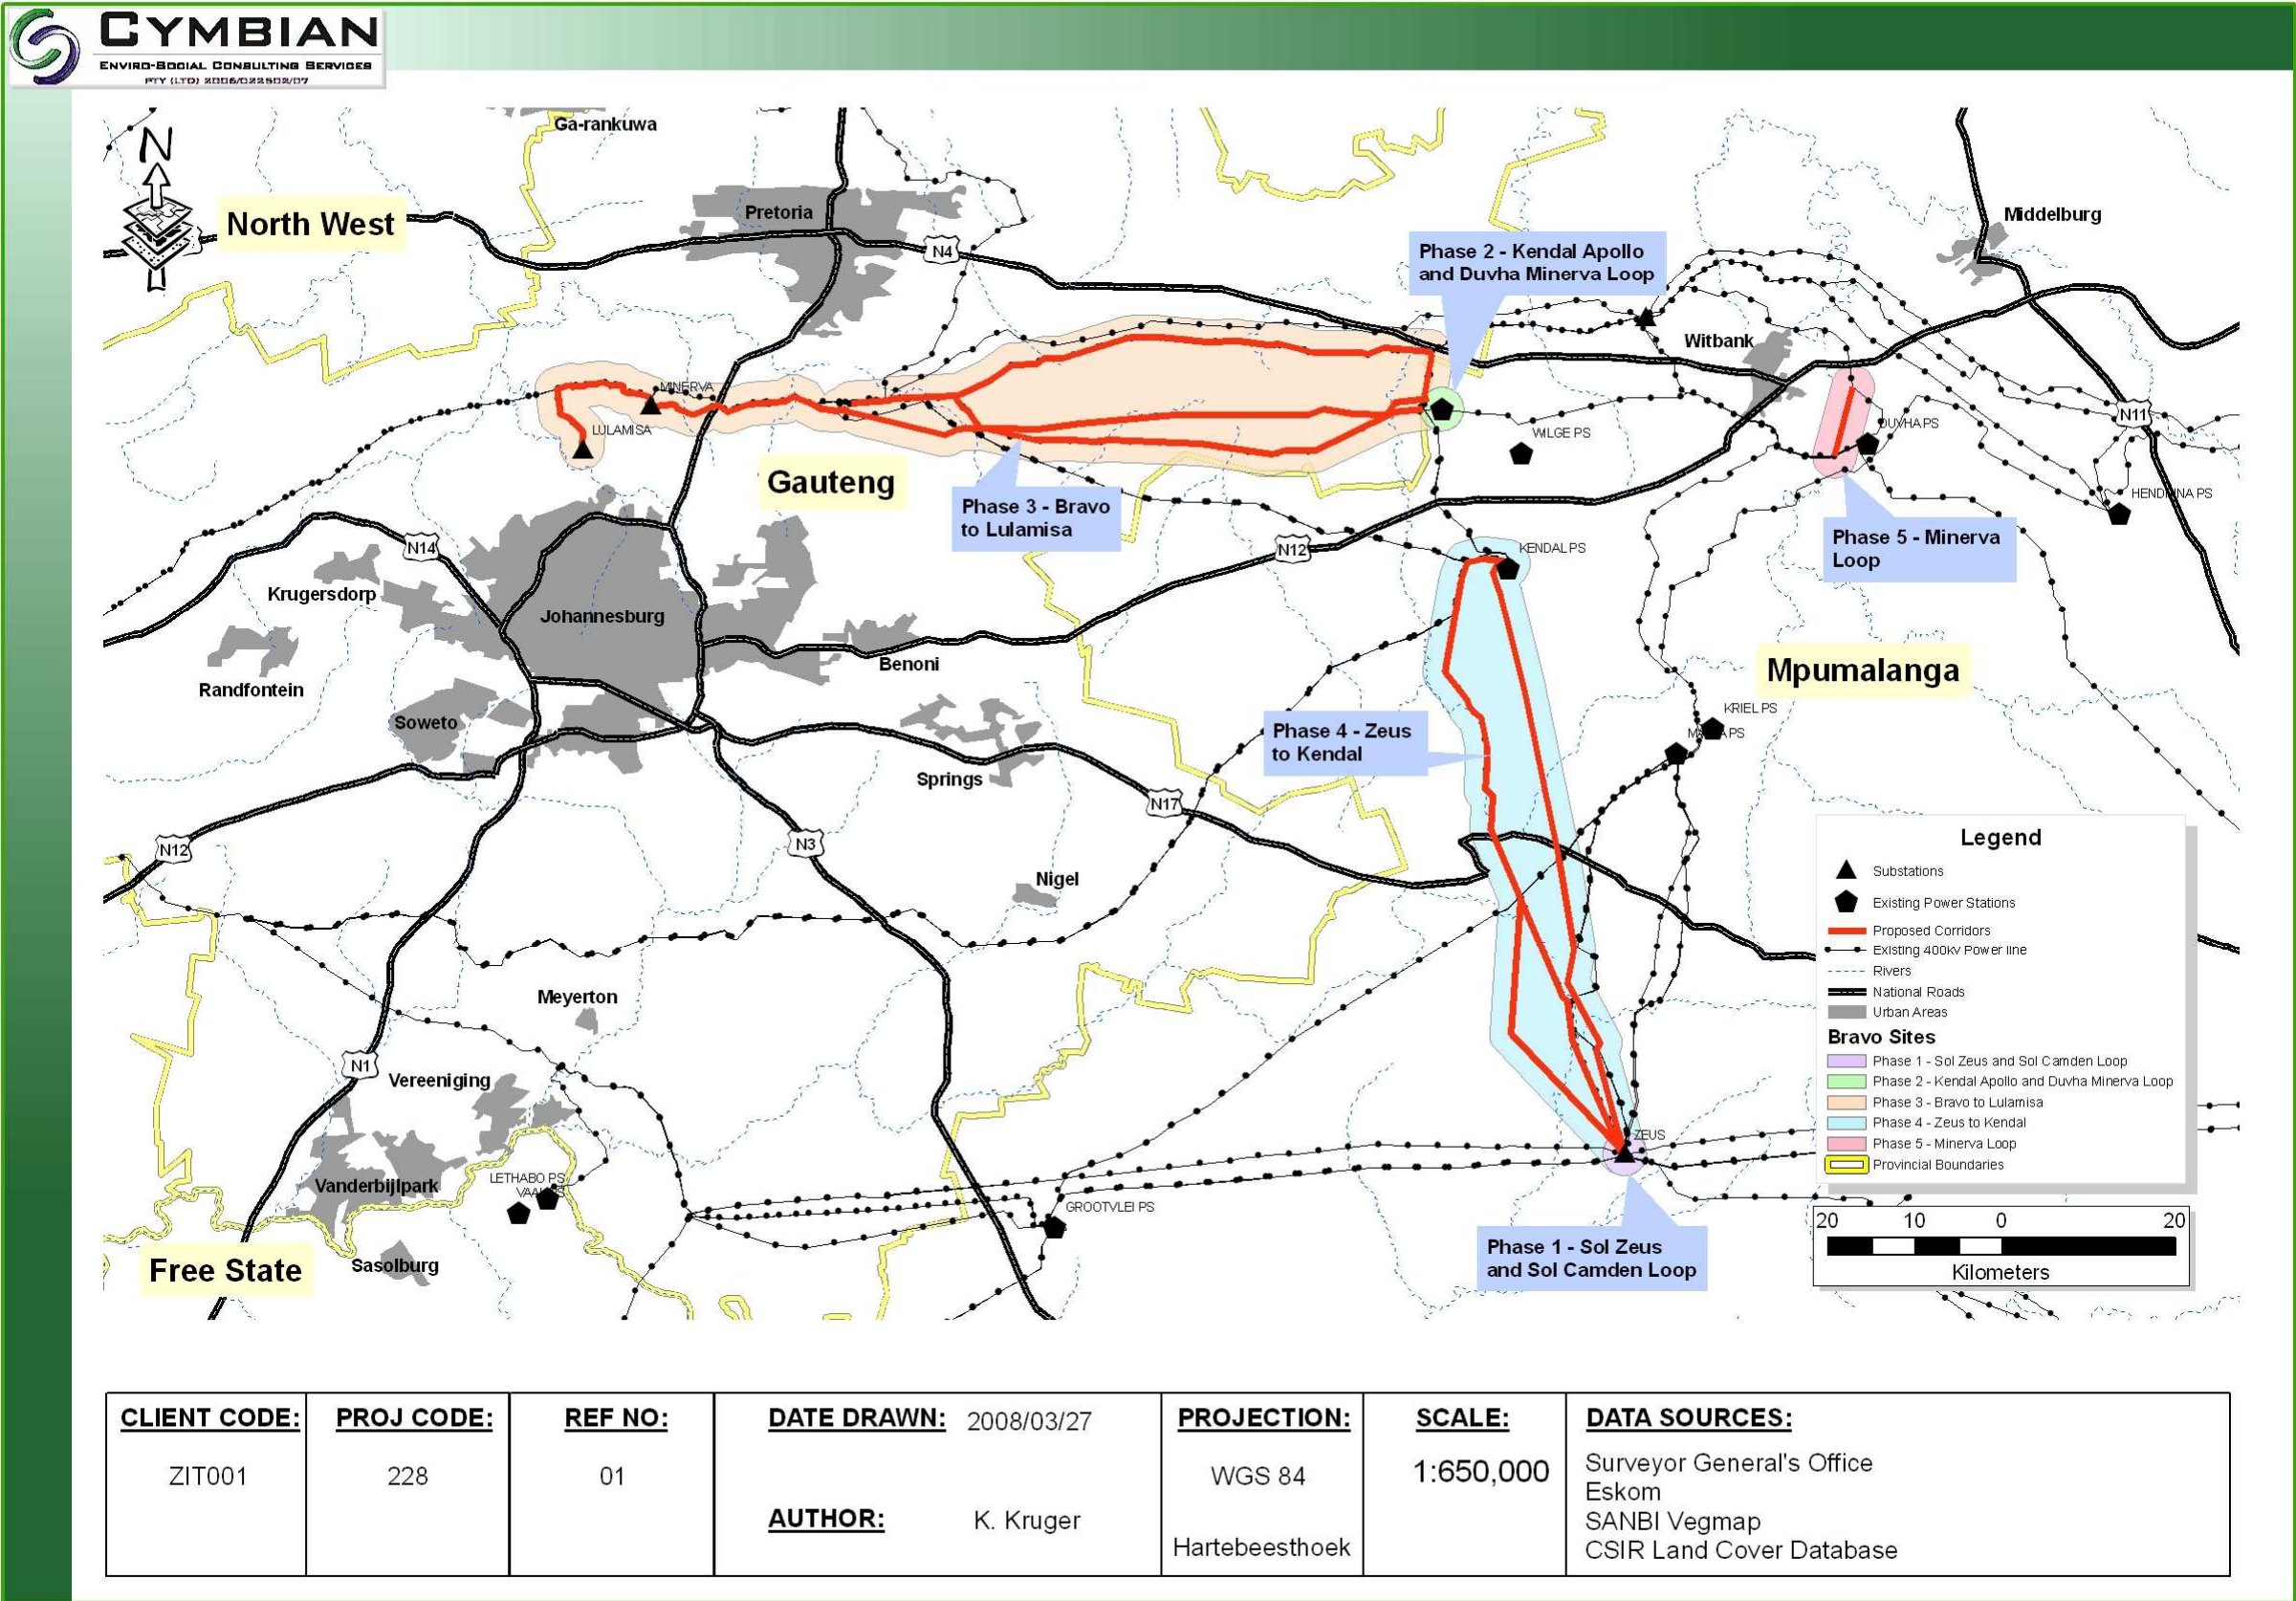 CYMBIAN
ENVIRO-SOCIAL CONSULTING SERVICES
PTY (LTD) 2006/022502/07
N
Ga-rankuwa
North West
Pretoria
N4
Middelburg
Phase 2 - Kendal Apollo
and Duvha Minerva Loop
Witbank
MINERVA
LULAMISA
N11
DUVHA PS
WILGE PS
Gauteng
HENDRINA PS
Phase 3 - Bravo
to Lulamisa
Phase 5 - Minerva
Loop
N14
N12
KENDAL PS
Krugersdorp
Johannesburg
Benoni
Randfontein
Mpumalanga
Soweto
KRIEL PS
Phase 4 - Zeus
to Kendal
Springs
N17
N12
N3
Nigel
Meyerton
N1
Vereeniging
ZEUS
LETHABO PS
Vanderbijlpark
GROOTVLEI PS
Phase 1 - Sol Zeus
and Sol Camden Loop
Free State
Sasolburg
Legend
Substations
Existing Power Stations
Proposed Corridors
Existing 400kv Power line
Rivers
National Roads
Urban Areas
Bravo Sites
Phase 1 - Sol Zeus and Sol Camden Loop
Phase 2 - Kendal Apollo and Duvha Minerva Loop
Phase 3 - Bravo to Lulamisa
Phase 4 - Zeus to Kendal
Phase 5 - Minerva Loop
Provincial Boundaries
20 10 0 20
Kilometers
CLIENT CODE:
ZIT001
PROJ CODE:
228
REF NO:
01
DATE DRAWN: 2008/03/27
AUTHOR: K. Kruger
PROJECTION:
WGS 84
Hartebeesthoek
SCALE:
1:650,000
DATA SOURCES:
Surveyor General's Office
Eskom
SANBI Vegmap
CSIR Land Cover Database